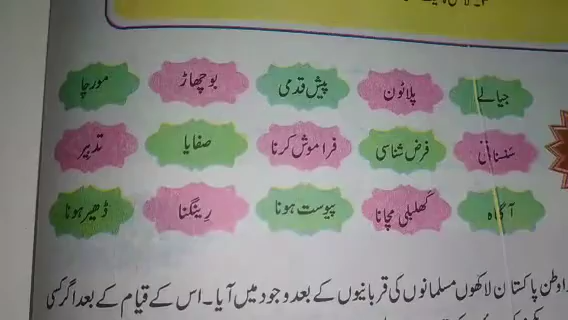 جیالے پلاٹون پیش قدمی بوچھاڑ مورچا
سنسناتی فرض شناسی فراموش کرنا صفایا تدبیر
آگاہ کھلبلی مچانا پیوست ہونا رینگنا ڈھیر ہونا
وطن پاکستان لاکھوں مسلمانوں کی قربانیوں کے بعد وجود میں آیا۔ اس کے قیام کے بعد اگر کسی